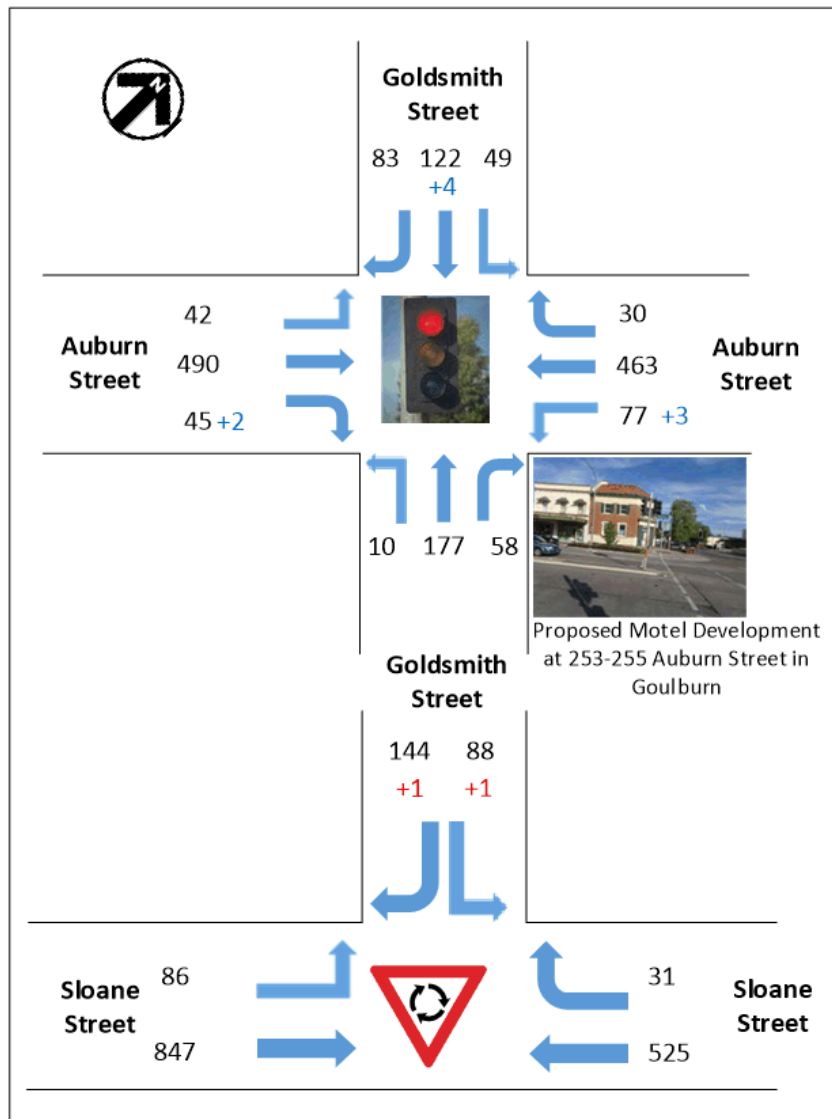 N
Goldsmith
Street
83 122 49
+4
42
30
Auburn
Street
490
463
Auburn
Street
45 +2
77 +3
10 177 58
Proposed Motel Development
at 253-255 Auburn Street in
Goulburn
Goldsmith
Street
144 88
+1 +1
86
31
Sloane
Street
Sloane
Street
847
525